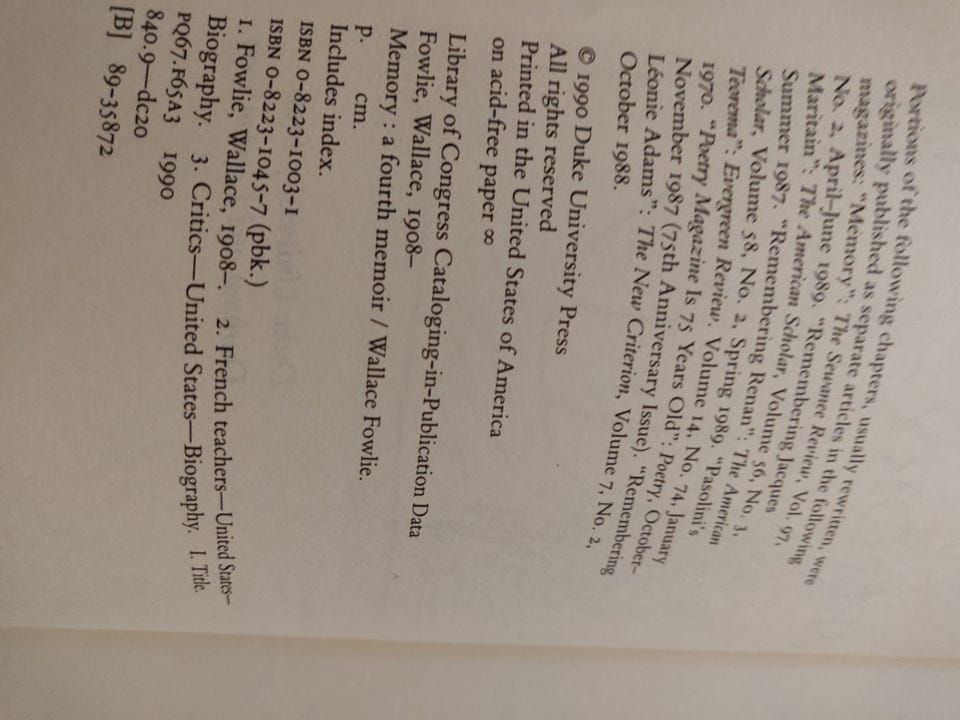 Portions of the following chapters, usually rewritten, were
originally published as separate articles in the following
magazines: "Memory": The Sewanee Review, Vol. 97,
No. 2, April–June 1989. "Remembering Jacques
Maritain": The American Scholar, Volume 56, No. 3,
Summer 1987. "Remembering Renan": The American
Scholar, Volume 58, No. 2, Spring 1989. "Pasolini's
Teorema": Evergreen Review, Volume 14, No. 74, January
1970. "Poetry Magazine Is 75 Years Old": Poetry, October–
November 1987 (75th Anniversary Issue). "Remembering
Léonie Adams": The New Criterion, Volume 7, No. 2,
October 1988.
© 1990 Duke University Press
All rights reserved
Printed in the United States of America
on acid-free paper ∞
Library of Congress Cataloging-in-Publication Data
Fowlie, Wallace, 1908–
Memory : a fourth memoir / Wallace Fowlie.
p. cm.
Includes index.
ISBN 0-8223-1003-1
ISBN 0-8223-1045-7 (pbk.)
1. Fowlie, Wallace, 1908–. 2. French teachers—United States—
Biography. 3. Critics—United States—Biography. I. Title.
PQ67.F65A3 1990
840.9—dc20
[B] 89-35872